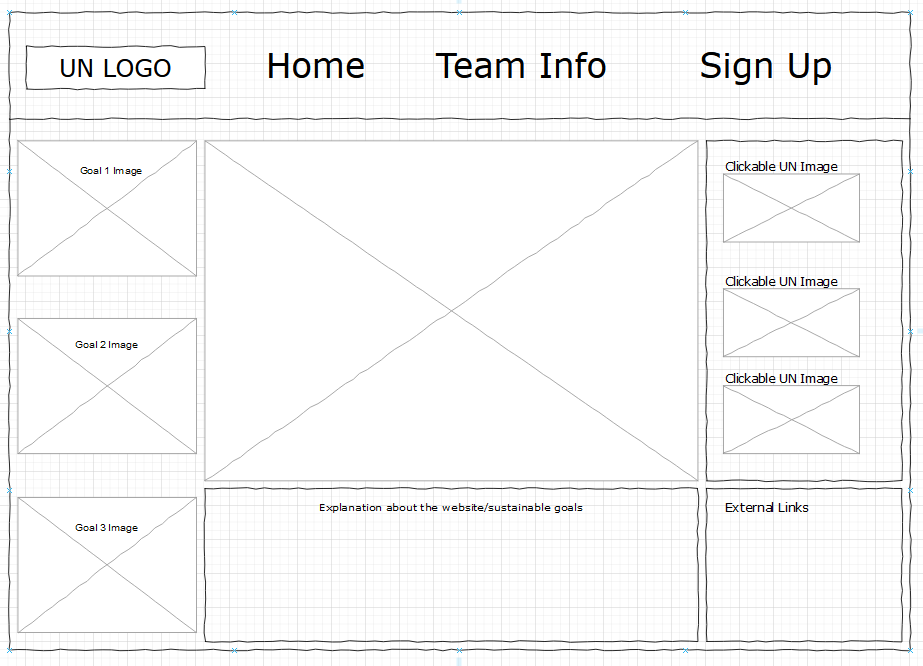 UN LOGO
Home
Team Info
Sign Up
Goal 1 Image
Goal 2 Image
Goal 3 Image
Clickable UN Image
Clickable UN Image
Clickable UN Image
Explanation about the website/sustainable goals
External Links